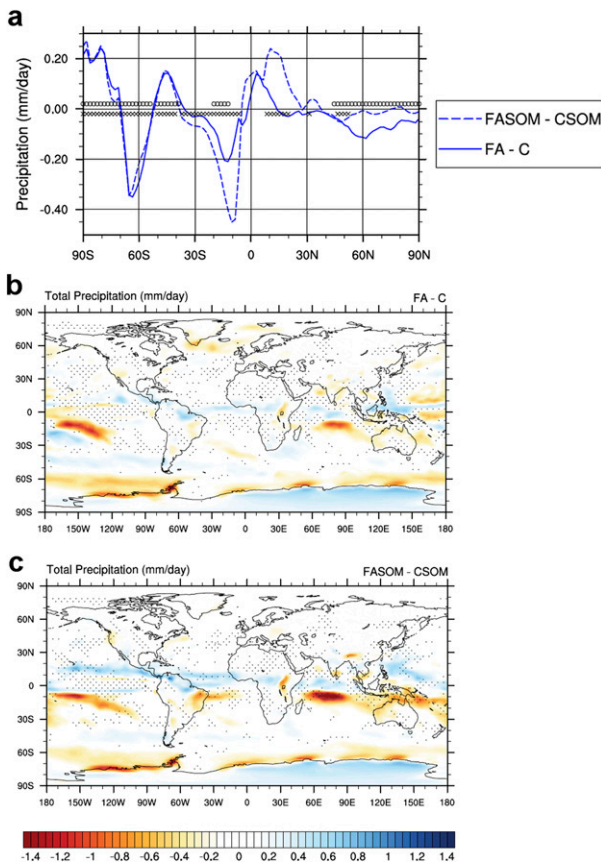 a
Precipitation (mm/day)
0.20
0.00
-0.20
-0.40
90S 60S 30S 0 30N 60N 90N
FASOM - CSOM
FA - C
b
Total Precipitation (mm/day) FA - C
90N
60N
30N
0
30S
60S
90S
180 150W 120W 90W 60W 30W 0 30E 60E 90E 120E 150E 180
c
Total Precipitation (mm/day) FASOM - CSOM
90N
60N
30N
0
30S
60S
90S
180 150W 120W 90W 60W 30W 0 30E 60E 90E 120E 150E 180
-1.4 -1.2 -1 -0.8 -0.6 -0.4 -0.2 0 0.2 0.4 0.6 0.8 1 1.2 1.4